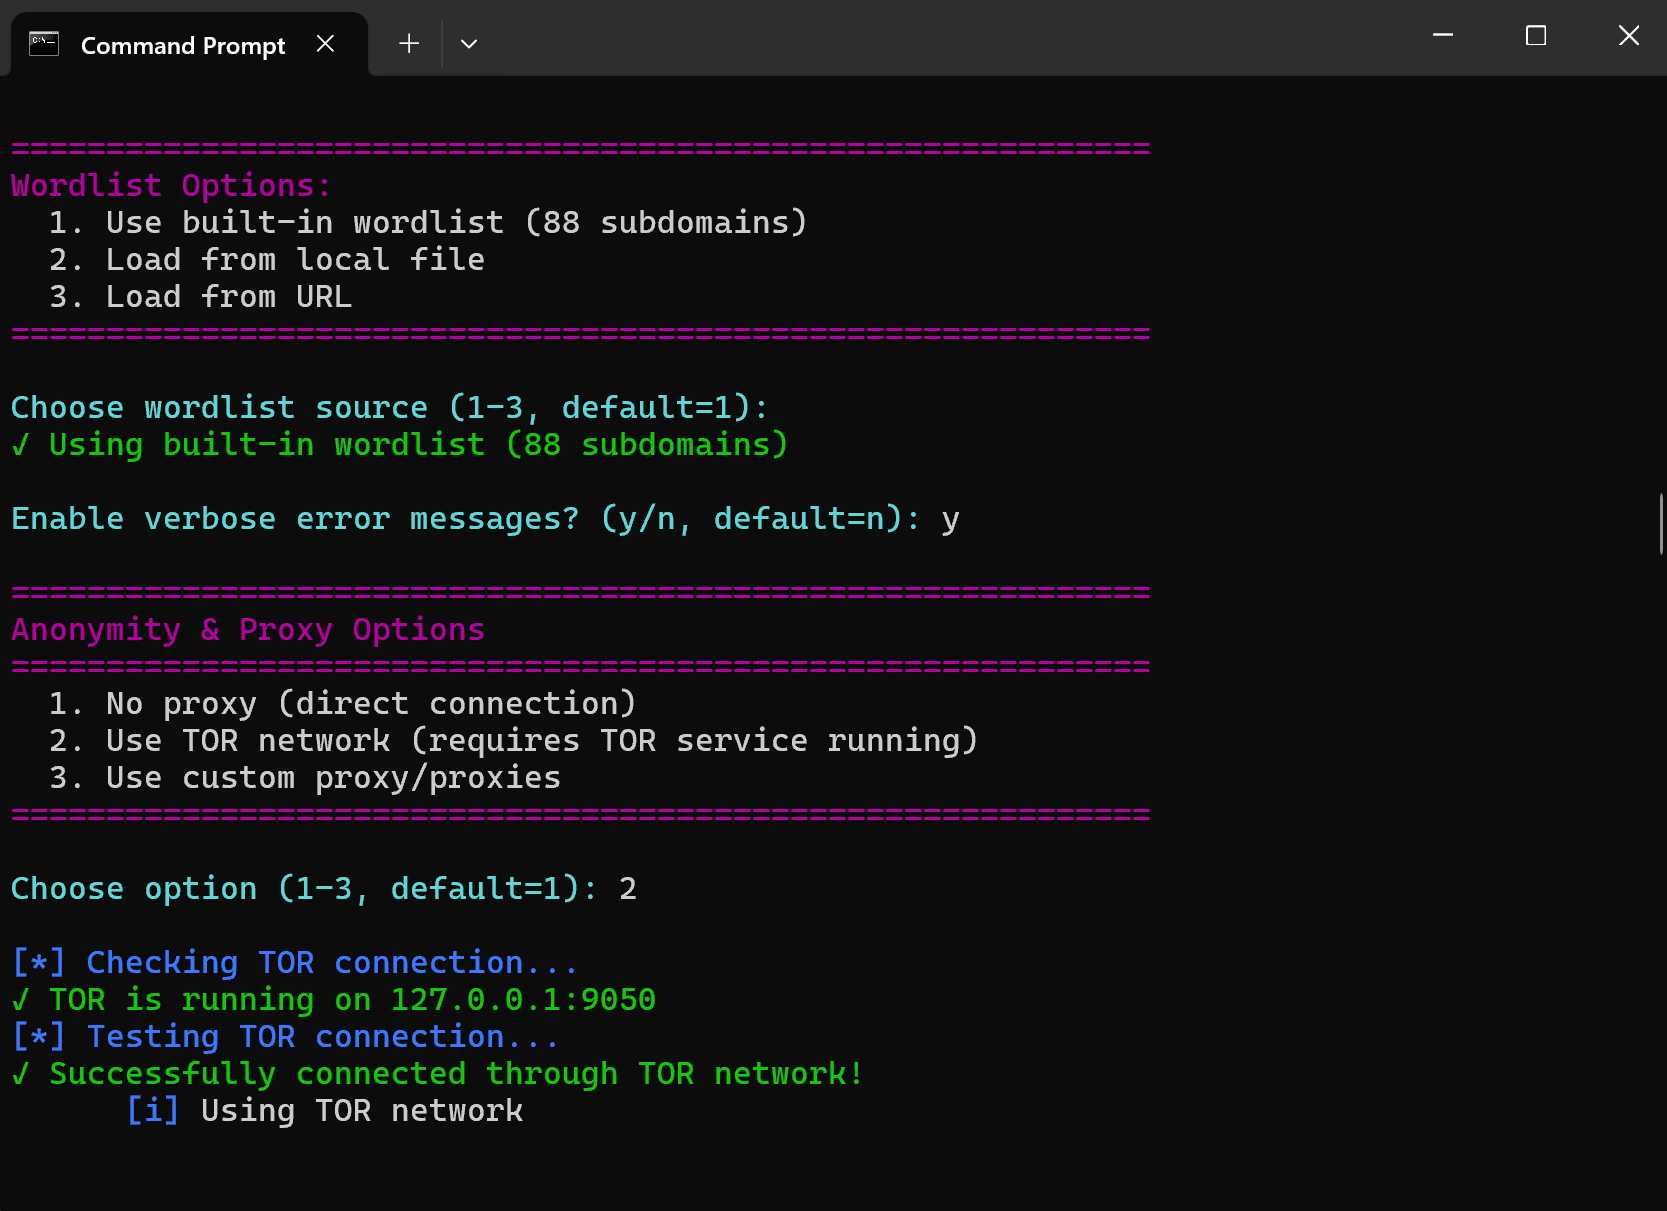 Command Prompt
============================================================
Wordlist Options:
  1. Use built-in wordlist (88 subdomains)
  2. Load from local file
  3. Load from URL
============================================================
Choose wordlist source (1-3, default=1):
√ Using built-in wordlist (88 subdomains)
Enable verbose error messages? (y/n, default=n): y
============================================================
Anonymity & Proxy Options
============================================================
  1. No proxy (direct connection)
  2. Use TOR network (requires TOR service running)
  3. Use custom proxy/proxies
============================================================
Choose option (1-3, default=1): 2
[*] Checking TOR connection...
√ TOR is running on 127.0.0.1:9050
[*] Testing TOR connection...
√ Successfully connected through TOR network!
      [i] Using TOR network